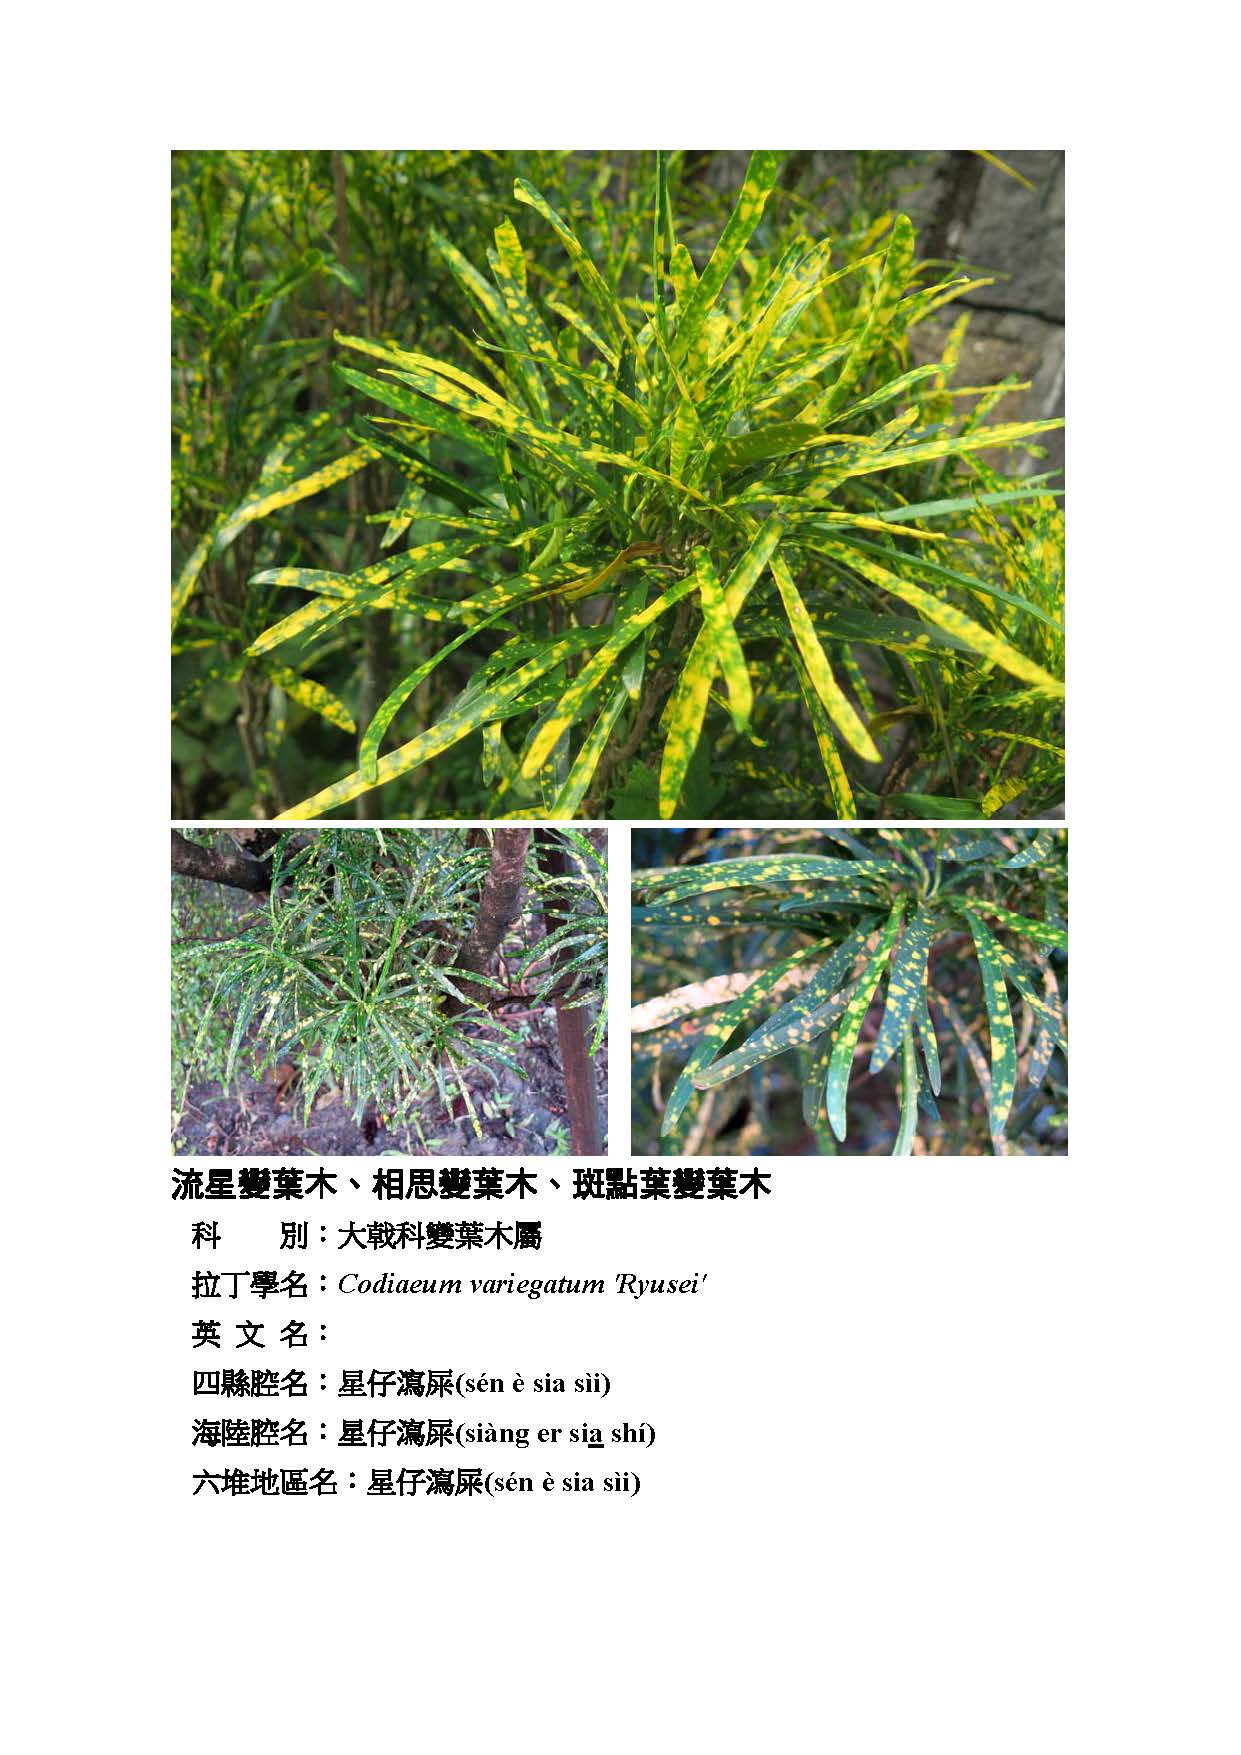 流星變葉木、相思變葉木、斑點葉變葉木
科　　別：大戟科變葉木屬
拉丁學名：Codiaeum variegatum 'Ryusei'
英 文 名：
四縣腔名：星仔瀉屎(sén è sia sìi)
海陸腔名：星仔瀉屎(siàng er sia shí)
六堆地區名：星仔瀉屎(sén è sia sìi)